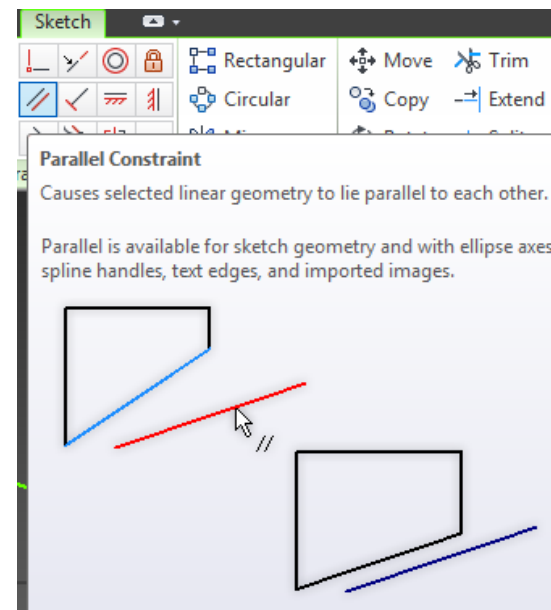 Sketch
Rectangular Move Trim
Circular Copy Extend
Parallel Constraint
Causes selected linear geometry to lie parallel to each other.
Parallel is available for sketch geometry and with ellipse axes
spline handles, text edges, and imported images.
//